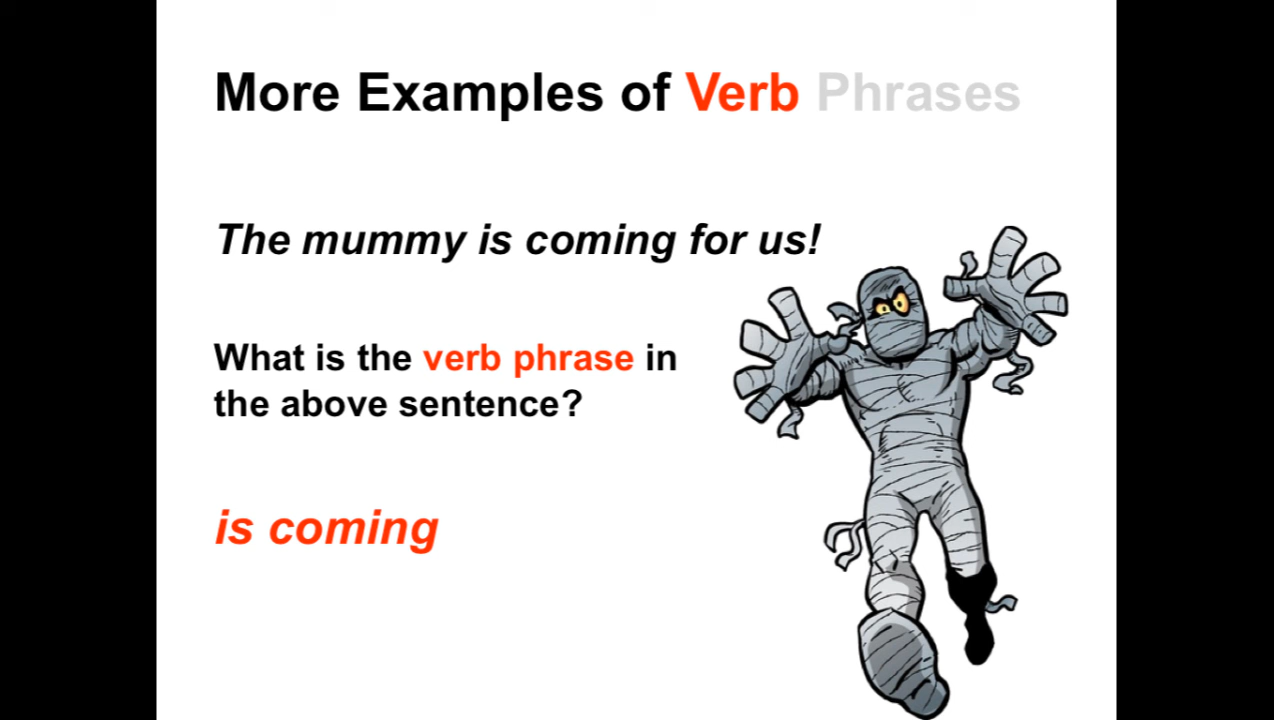 More Examples of Verb Phrases
The mummy is coming for us!
What is the verb phrase in
the above sentence?
is coming